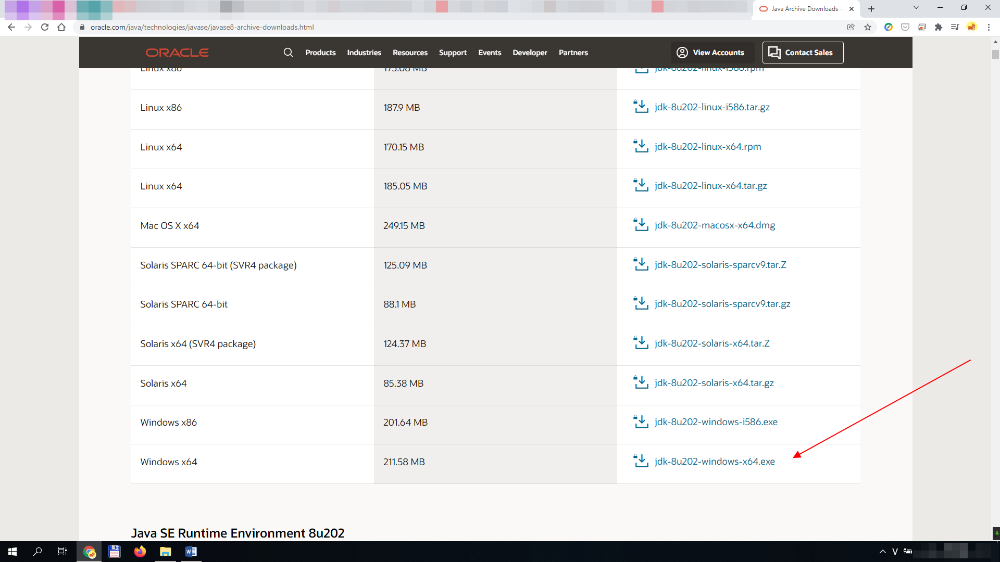 Java Archive Downloads -
oracle.com/java/technologies/javase/javase8-archive-downloads.html
ORACLE Products Industries Resources Support Events Developer Partners View Accounts Contact Sales
Linux x86 175.08 MB jdk-8u202-linux-i586.rpm
Linux x86 187.9 MB jdk-8u202-linux-i586.tar.gz
Linux x64 170.15 MB jdk-8u202-linux-x64.rpm
Linux x64 185.05 MB jdk-8u202-linux-x64.tar.gz
Mac OS X x64 249.15 MB jdk-8u202-macosx-x64.dmg
Solaris SPARC 64-bit (SVR4 package) 125.09 MB jdk-8u202-solaris-sparcv9.tar.Z
Solaris SPARC 64-bit 88.1 MB jdk-8u202-solaris-sparcv9.tar.gz
Solaris x64 (SVR4 package) 124.37 MB jdk-8u202-solaris-x64.tar.Z
Solaris x64 85.38 MB jdk-8u202-solaris-x64.tar.gz
Windows x86 201.64 MB jdk-8u202-windows-i586.exe
Windows x64 211.58 MB jdk-8u202-windows-x64.exe
Java SE Runtime Environment 8u202